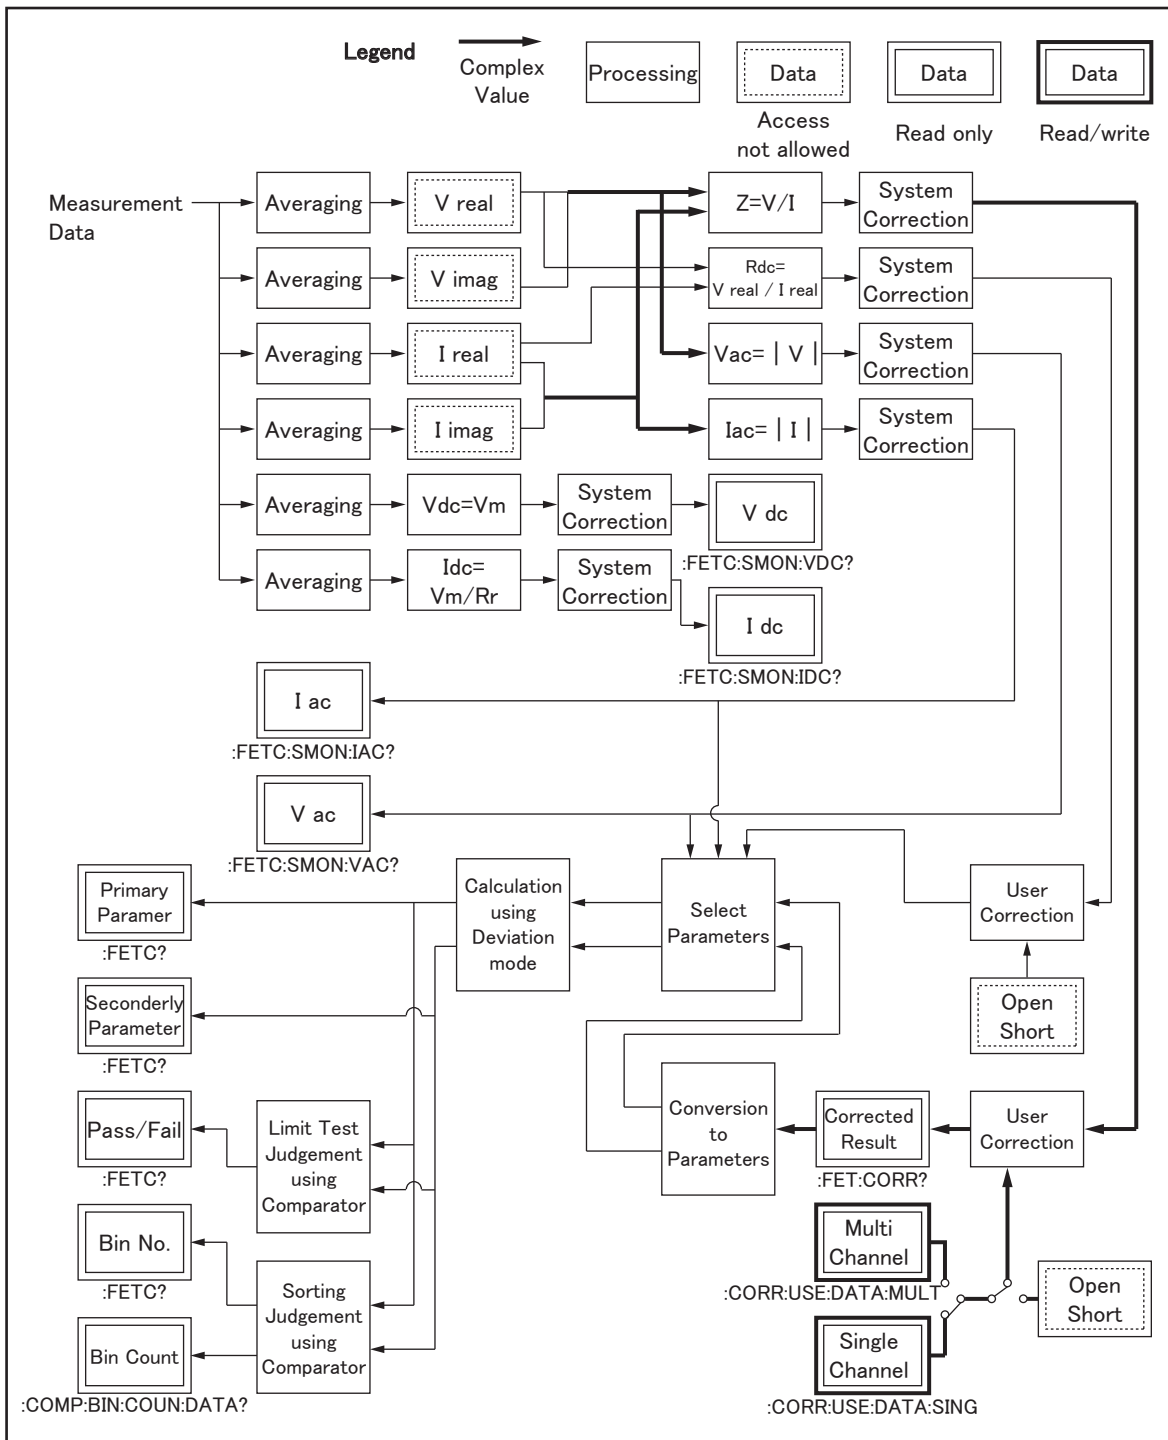 Legend
Complex
Value
Processing
Data
Access
not allowed
Data
Read only
Data
Read/write
Measurement
Data
Averaging
V real
Z=V/I
System
Correction
Averaging
V imag
Rdc=
V real / I real
System
Correction
Averaging
I real
Vac= | V |
System
Correction
Averaging
I imag
Iac= | I |
System
Correction
Averaging
Vdc=Vm
System
Correction
V dc
:FETC:SMON:VDC?
Averaging
Idc=
Vm/Rr
System
Correction
I dc
:FETC:SMON:IDC?
I ac
:FETC:SMON:IAC?
V ac
:FETC:SMON:VAC?
Primary
Paramer
:FETC?
Calculation
using
Deviation
mode
Select
Parameters
User
Correction
Open
Short
Seconderly
Parameter
:FETC?
Pass/Fail
:FETC?
Limit Test
Judgement
using
Comparator
Conversion
to
Parameters
Corrected
Result
:FET:CORR?
User
Correction
Bin No.
:FETC?
Multi
Channel
:CORR:USE:DATA:MULT
Open
Short
Sorting
Judgement
using
Comparator
Bin Count
:COMP:BIN:COUN:DATA?
Single
Channel
:CORR:USE:DATA:SING